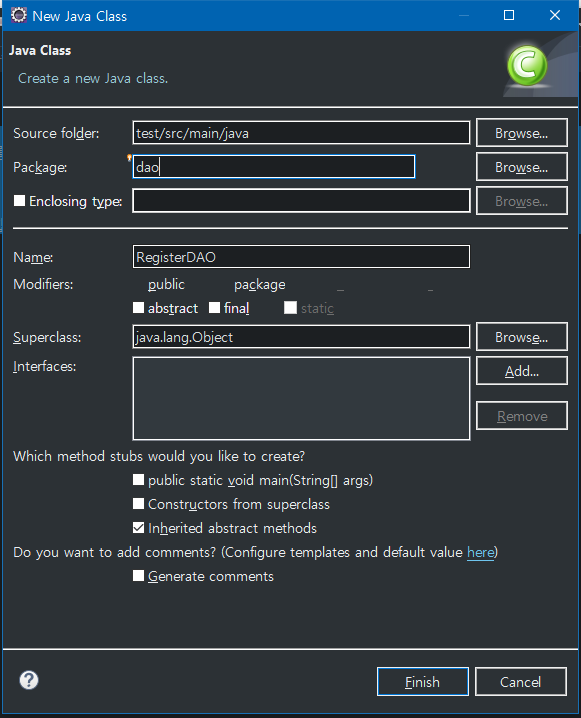 New Java Class
Java Class
Create a new Java class.
Source folder: test/src/main/java Browse...
Package: dao Browse...
Enclosing type: Browse...
Name: RegisterDAO
Modifiers: public package
abstract final static
Superclass: java.lang.Object Browse...
Interfaces: Add...
Remove
Which method stubs would you like to create?
public static void main(String[] args)
Constructors from superclass
Inherited abstract methods
Do you want to add comments? (Configure templates and default value here)
Generate comments
Finish Cancel